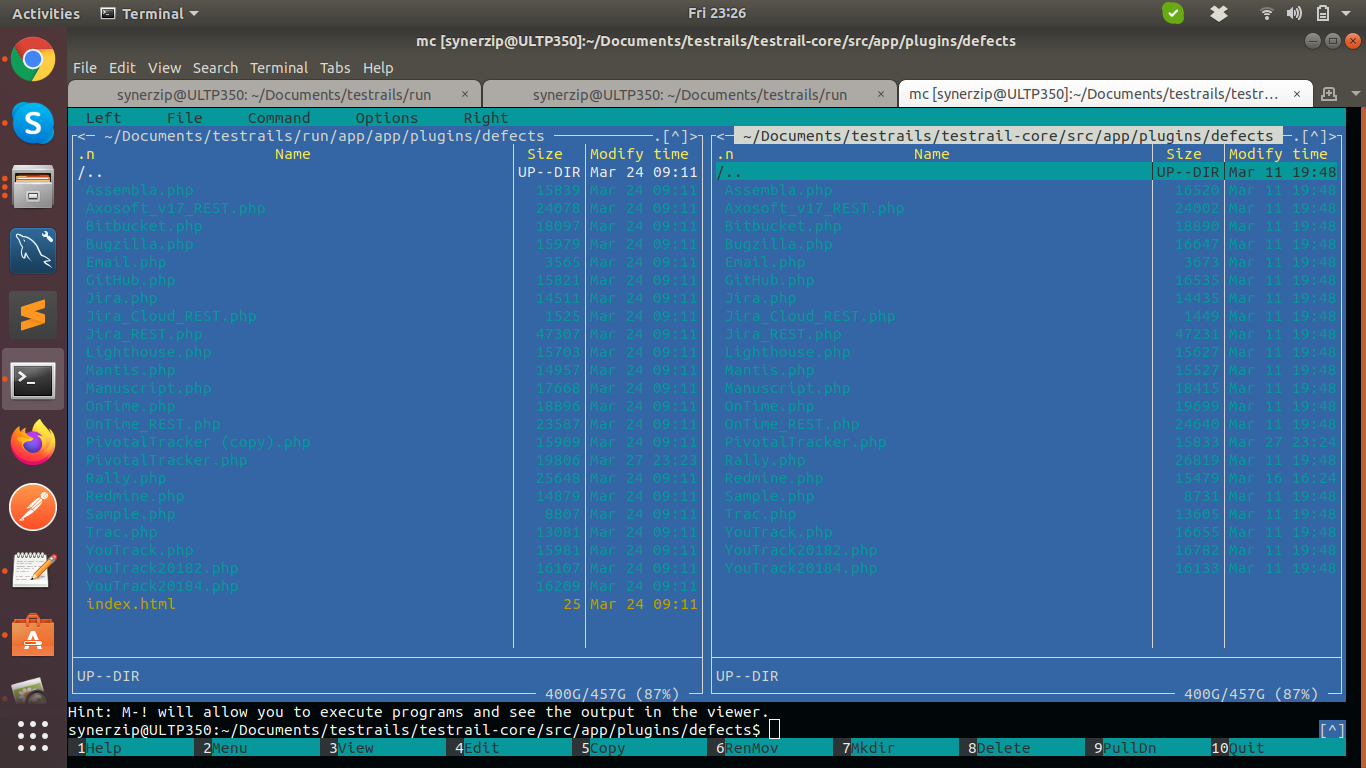 Activities Terminal Fri 23:26
mc [synerzip@ULTP350]:~/Documents/testrails/testrail-core/src/app/plugins/defects
File Edit View Search Terminal Tabs Help
synerzip@ULTP350: ~/Documents/testrails/run × synerzip@ULTP350: ~/Documents/testrails/run × mc [synerzip@ULTP350]:~/Documents/testrails/testr... ×
Left File Command Options Right
<─ ~/Documents/testrails/run/app/app/plugins/defects .[^]> <─ ~/Documents/testrails/testrail-core/src/app/plugins/defects .[^]>
.n Name Size Modify time .n Name Size Modify time
/.. UP--DIR Mar 24 09:11 /.. UP--DIR Mar 11 19:48
Assembla.php 15839 Mar 24 09:11 Assembla.php 16520 Mar 11 19:48
Axosoft_v17_REST.php 24078 Mar 24 09:11 Axosoft_v17_REST.php 24002 Mar 11 19:48
Bitbucket.php 18097 Mar 24 09:11 Bitbucket.php 18890 Mar 11 19:48
Bugzilla.php 15979 Mar 24 09:11 Bugzilla.php 16647 Mar 11 19:48
Email.php 3565 Mar 24 09:11 Email.php 3673 Mar 11 19:48
GitHub.php 15821 Mar 24 09:11 GitHub.php 16535 Mar 11 19:48
Jira.php 14511 Mar 24 09:11 Jira.php 14435 Mar 11 19:48
Jira_Cloud_REST.php 1525 Mar 24 09:11 Jira_Cloud_REST.php 1449 Mar 11 19:48
Jira_REST.php 47307 Mar 24 09:11 Jira_REST.php 47231 Mar 11 19:48
Lighthouse.php 15703 Mar 24 09:11 Lighthouse.php 15627 Mar 11 19:48
Mantis.php 14957 Mar 24 09:11 Mantis.php 15527 Mar 11 19:48
Manuscript.php 17668 Mar 24 09:11 Manuscript.php 18415 Mar 11 19:48
OnTime.php 18896 Mar 24 09:11 OnTime.php 19699 Mar 11 19:48
OnTime_REST.php 23587 Mar 24 09:11 OnTime_REST.php 24640 Mar 11 19:48
PivotalTracker (copy).php 15909 Mar 24 09:11 PivotalTracker.php 15833 Mar 27 23:24
PivotalTracker.php 19806 Mar 27 23:23 Rally.php 26819 Mar 11 19:48
Rally.php 25648 Mar 24 09:11 Redmine.php 15479 Mar 16 16:24
Redmine.php 14879 Mar 24 09:11 Sample.php 8731 Mar 11 19:48
Sample.php 8807 Mar 24 09:11 Trac.php 13605 Mar 11 19:48
Trac.php 13081 Mar 24 09:11 YouTrack.php 16655 Mar 11 19:48
YouTrack.php 15981 Mar 24 09:11 YouTrack20182.php 16782 Mar 11 19:48
YouTrack20182.php 16107 Mar 24 09:11 YouTrack20184.php 16133 Mar 11 19:48
YouTrack20184.php 16209 Mar 24 09:11
index.html 25 Mar 24 09:11
UP--DIR UP--DIR
400G/457G (87%) 400G/457G (87%)
Hint: M-! will allow you to execute programs and see the output in the viewer.
synerzip@ULTP350:~/Documents/testrails/testrail-core/src/app/plugins/defects$ [^]
1Help 2Menu 3View 4Edit 5Copy 6RenMov 7Mkdir 8Delete 9PullDn 10Quit